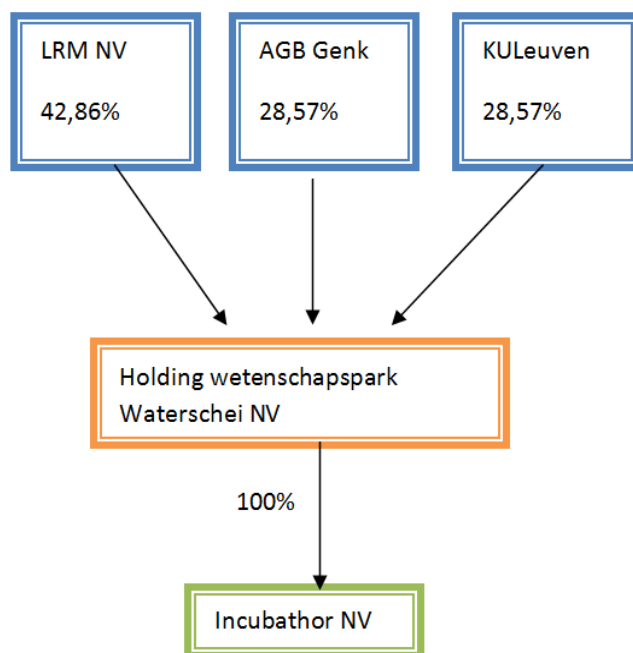 LRM NV
42,86%
AGB Genk
28,57%
KULeuven
28,57%
Holding wetenschapspark
Waterschei NV
100%
Incubathor NV